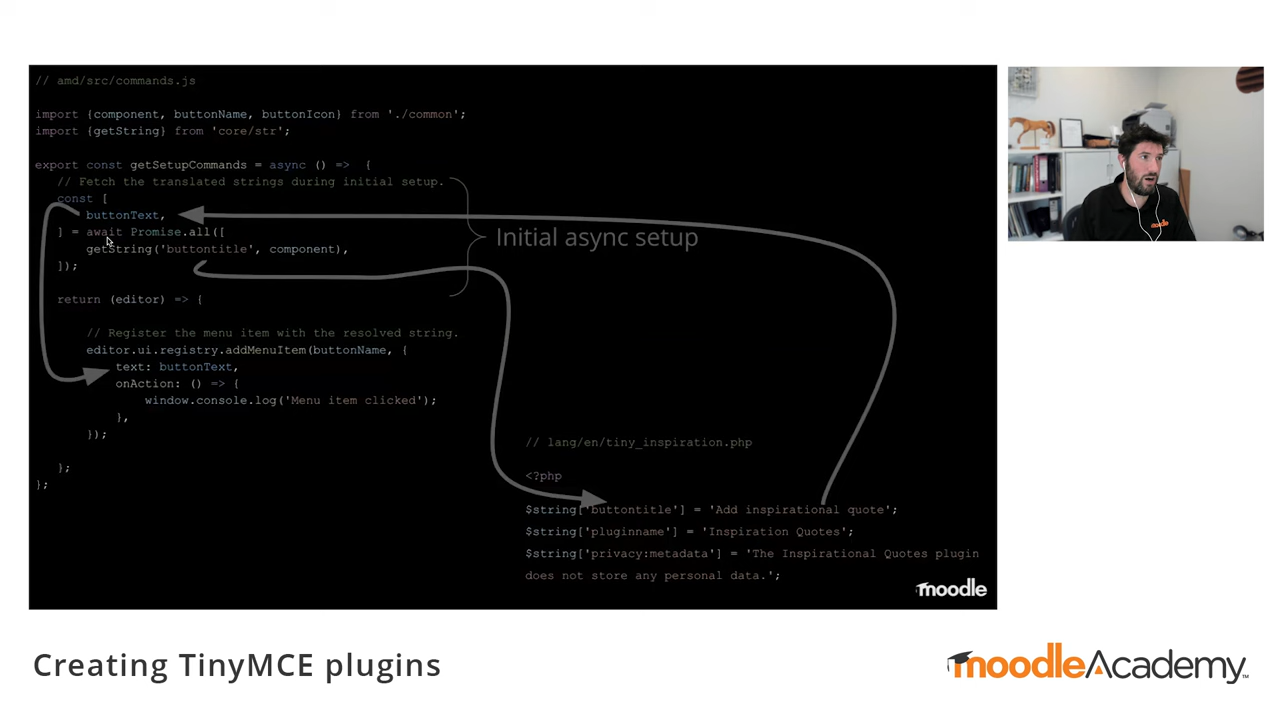 // amd/src/commands.js
import {component, buttonName, buttonIcon} from './common';
import {getString} from 'core/str';
export const getSetupCommands = async () => {
// Fetch the translated strings during initial setup.
const [
buttonText,
] = await Promise.all([
getString('buttontitle', component),
]);
return (editor) => {
// Register the menu item with the resolved string.
editor.ui.registry.addMenuItem(buttonName, {
text: buttonText,
onAction: () => {
window.console.log('Menu item clicked');
},
});
};
};
Initial async setup
// lang/en/tiny_inspiration.php
<?php
$string['buttontitle'] = 'Add inspirational quote';
$string['pluginname'] = 'Inspiration Quotes';
$string['privacy:metadata'] = 'The Inspirational Quotes plugin
does not store any personal data.';
moodle
Creating TinyMCE plugins
moodleAcademy™